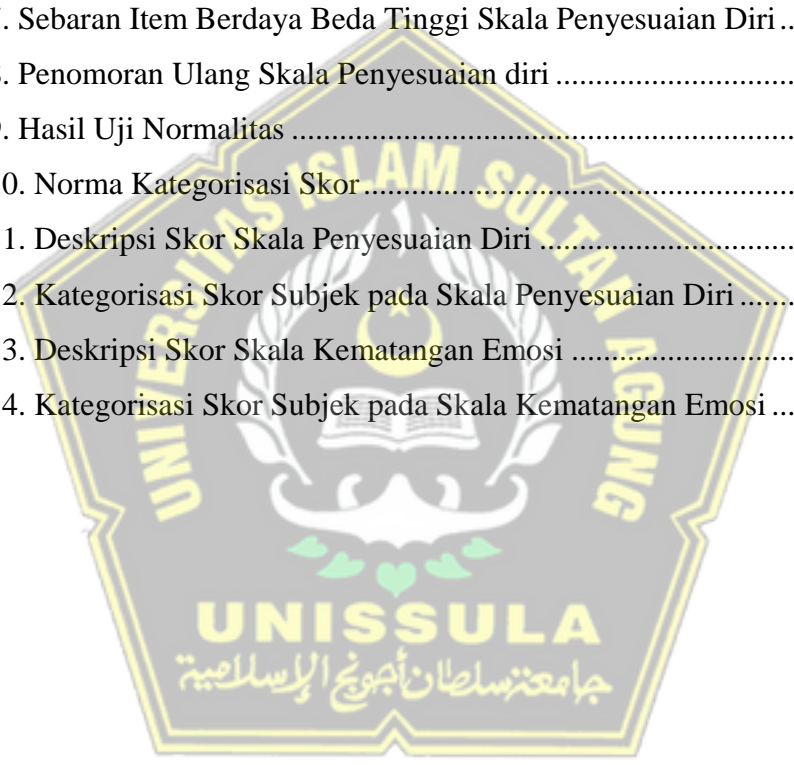 . Sebaran Item Berdaya Beda Tinggi Skala Penyesuaian Diri ..
. Penomoran Ulang Skala Penyesuaian diri ..............................
. Hasil Uji Normalitas ................................................................
0. Norma Kategorisasi Skor .......................................................
1. Deskripsi Skor Skala Penyesuaian Diri ................................
2. Kategorisasi Skor Subjek pada Skala Penyesuaian Diri .......
3. Deskripsi Skor Skala Kematangan Emosi ............................
4. Kategorisasi Skor Subjek pada Skala Kematangan Emosi ...
UNIVERSITAS ISLAM SULTAN AGUNG
UNISSULA
جامعة سلطان أجونج الإسلامية